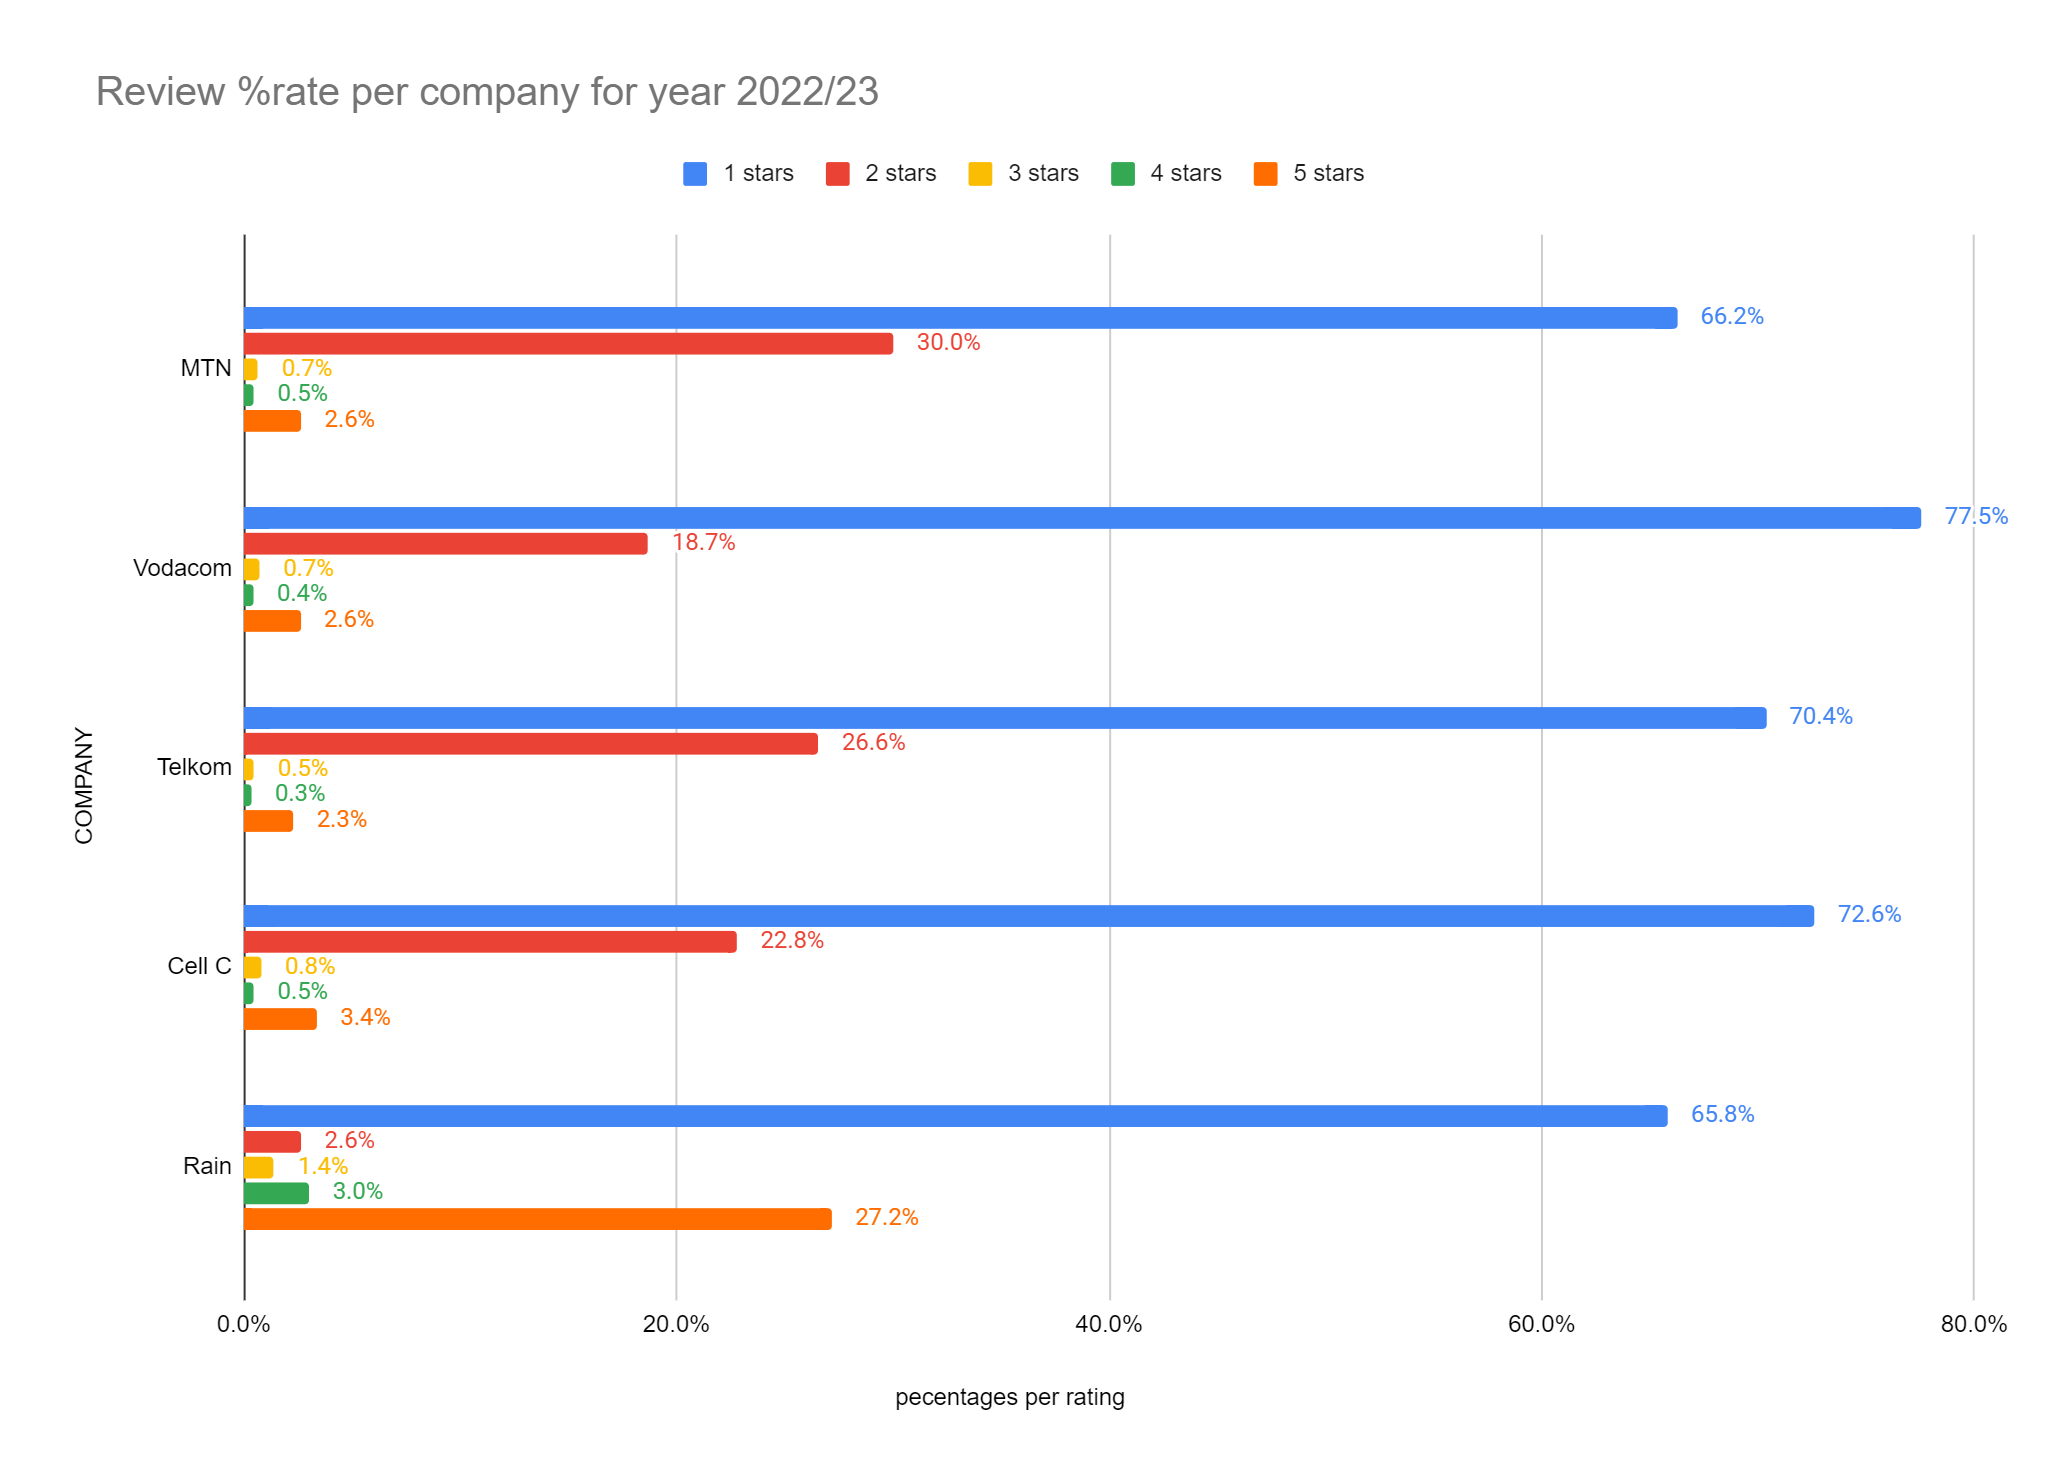 Review %rate per company for year 2022/23
1 stars 2 stars 3 stars 4 stars 5 stars
COMPANY
MTN
66.2%
30.0%
0.7%
0.5%
2.6%
Vodacom
77.5%
18.7%
0.7%
0.4%
2.6%
Telkom
70.4%
26.6%
0.5%
0.3%
2.3%
Cell C
72.6%
22.8%
0.8%
0.5%
3.4%
Rain
65.8%
2.6%
1.4%
3.0%
27.2%
0.0% 20.0% 40.0% 60.0% 80.0%
pecentages per rating